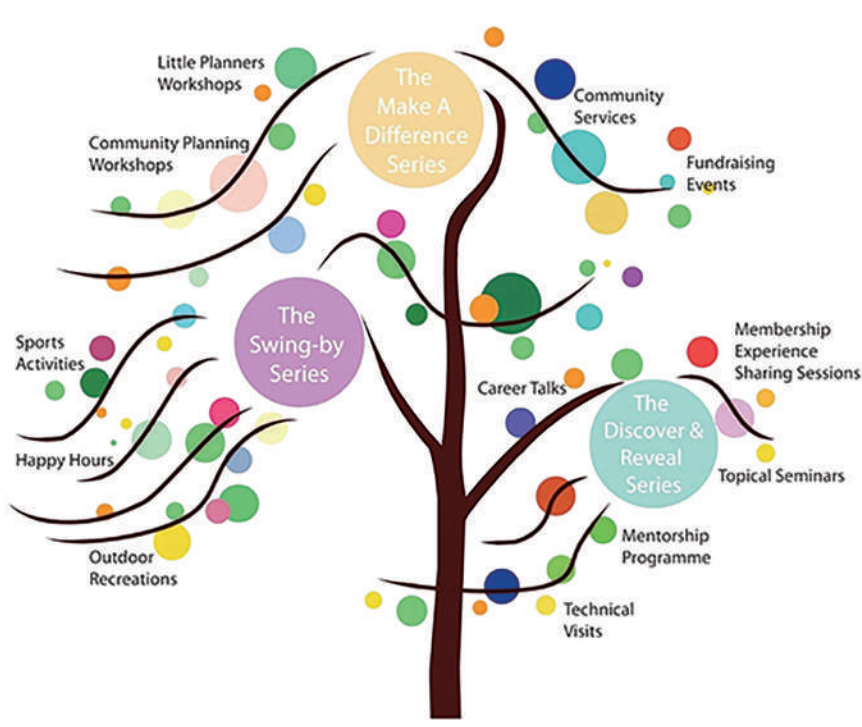 Little Planners
Workshops
Community Planning
Workshops
The
Make A
Difference
Series
Community
Services
Fundraising
Events
The
Swing-by
Series
Sports
Activities
Happy Hours
Outdoor
Recreations
Career Talks
The
Discover &
Reveal
Series
Membership
Experience
Sharing Sessions
Topical Seminars
Mentorship
Programme
Technical
Visits